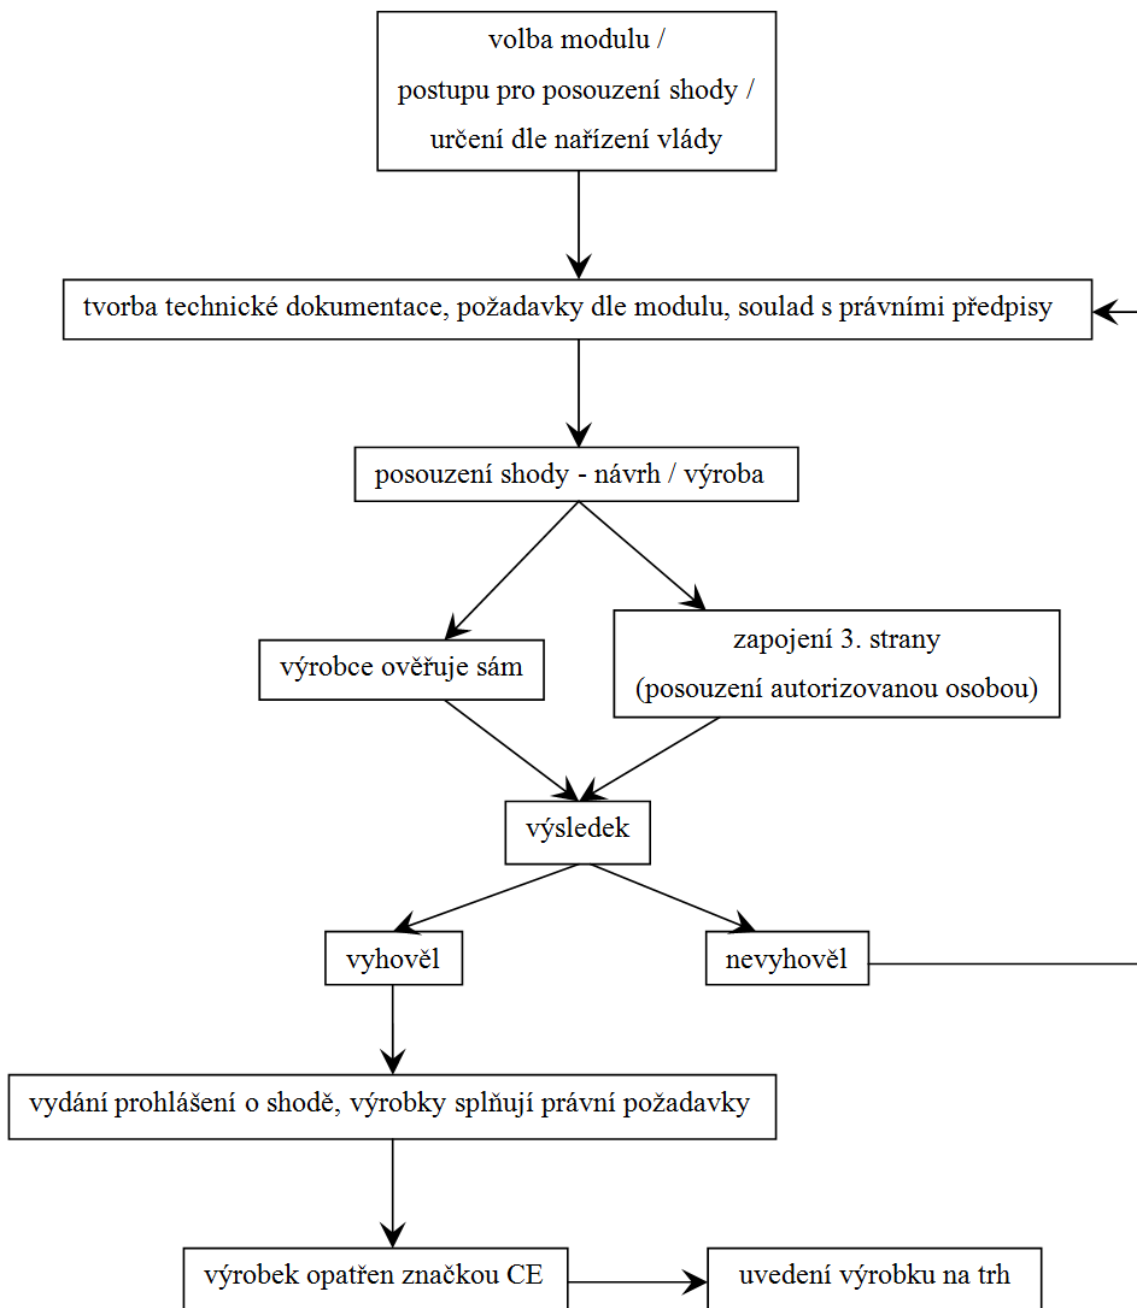 volba modulu /
postupu pro posouzení shody /
určení dle nařízení vlády
tvorba technické dokumentace, požadavky dle modulu, soulad s právními předpisy
posouzení shody - návrh / výroba
výrobce ověřuje sám
zapojení 3. strany
(posouzení autorizovanou osobou)
výsledek
vyhověl
nevyhověl
vydání prohlášení o shodě, výrobky splňují právní požadavky
výrobek opatřen značkou CE
uvedení výrobku na trh